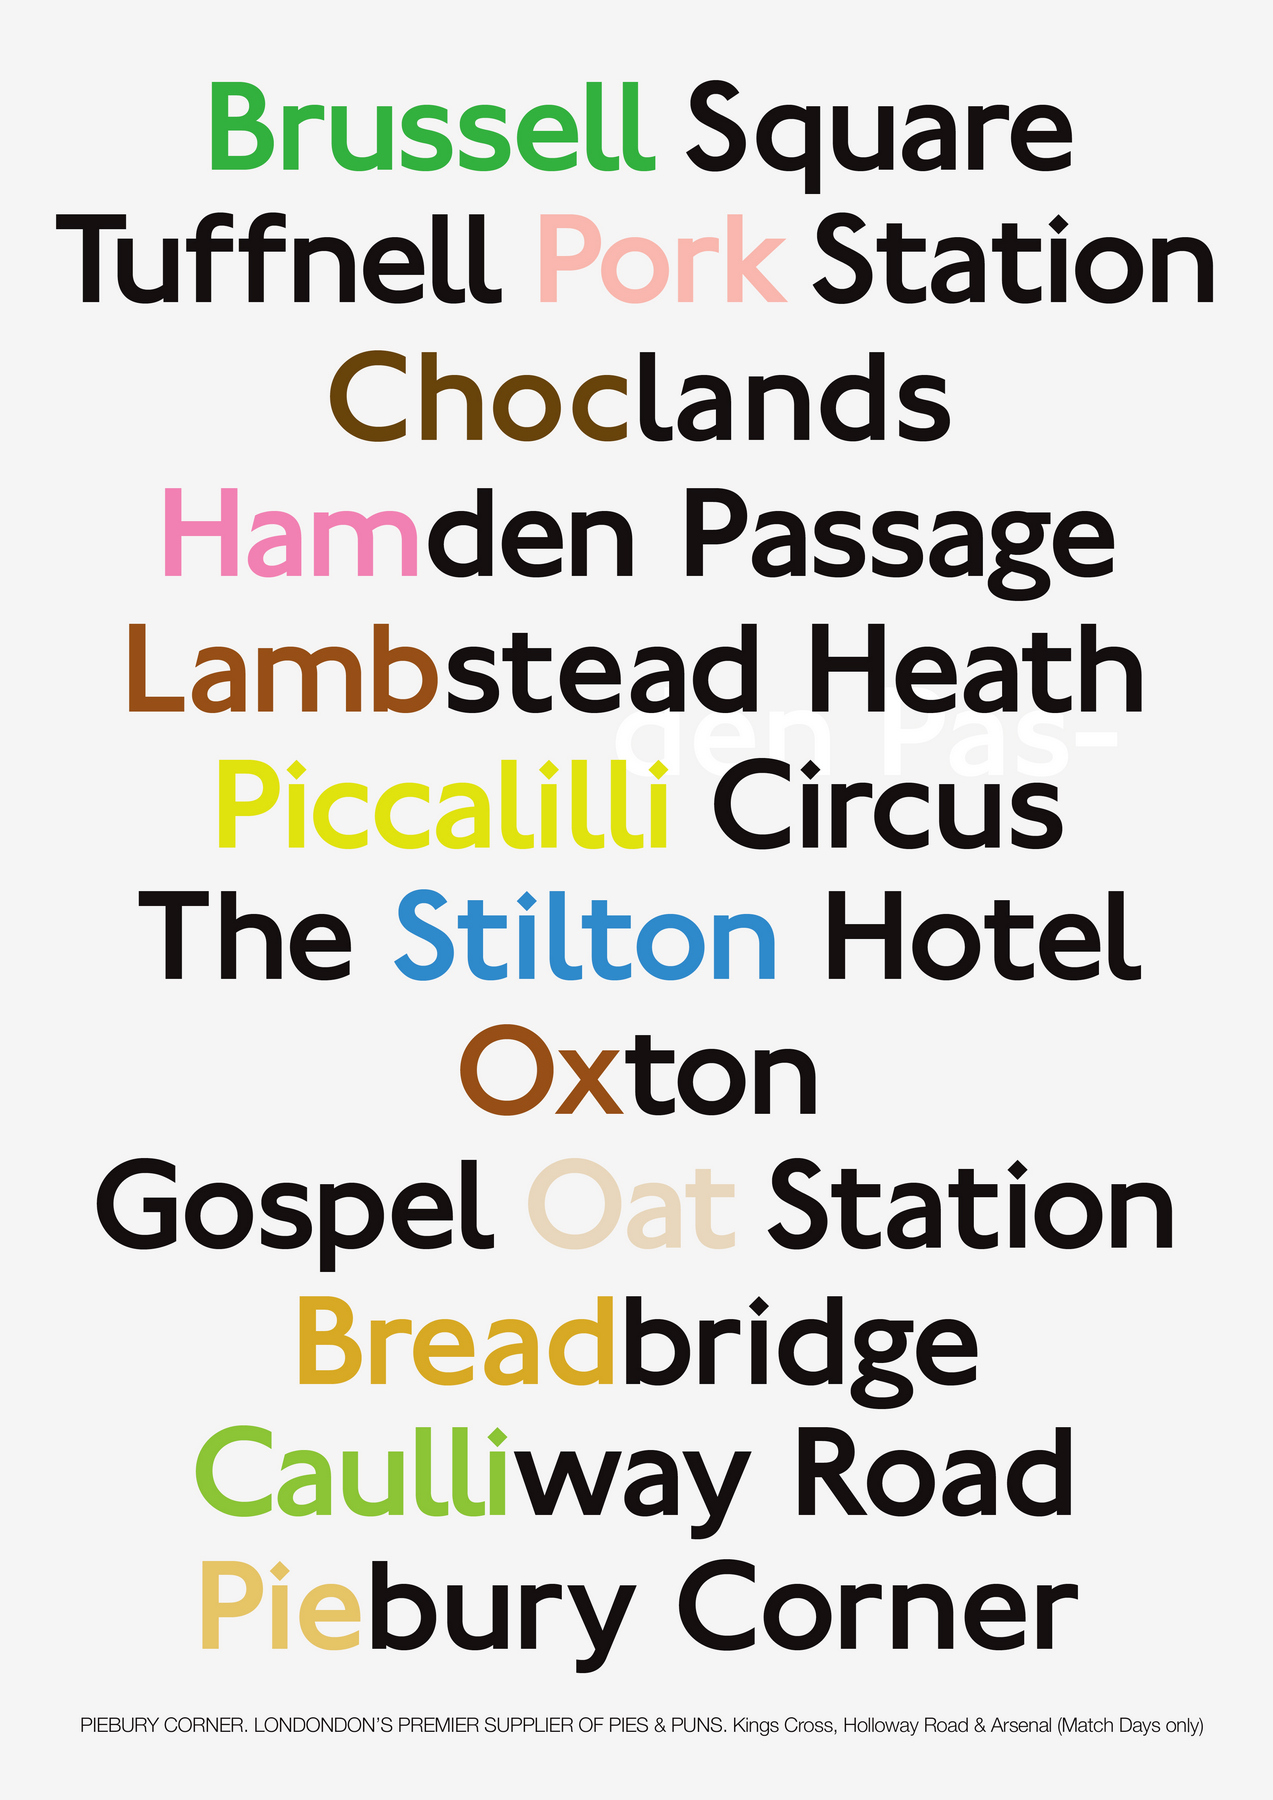 Brussell Square
Tuffnell Pork Station
Choclands
Hamden Passage
Lambstead Heath
den Pas-
Piccalilli Circus
The Stilton Hotel
Oxton
Gospel Oat Station
Breadbridge
Caulliway Road
Piebury Corner
PIEBURY CORNER. LONDONDON'S PREMIER SUPPLIER OF PIES & PUNS. Kings Cross, Holloway Road & Arsenal (Match Days only)